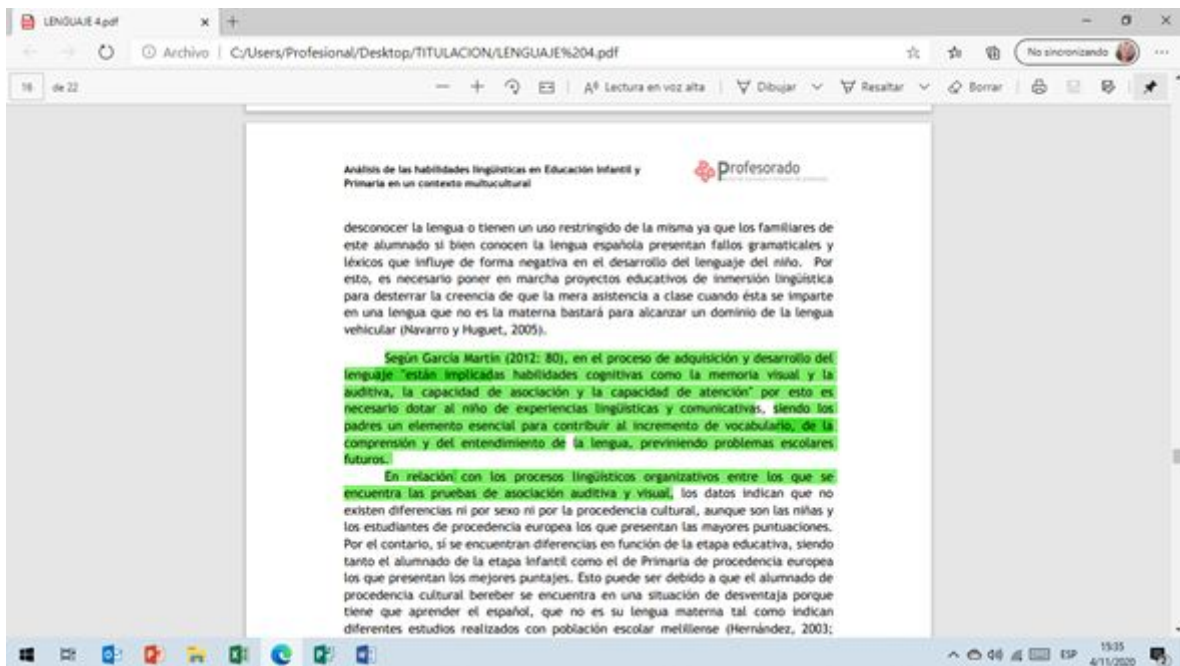 LENGUAJE 4.pdf
Archivo | C:/Users/Profesional/Desktop/TITULACION/LENGUAJE%204.pdf
No sincronizando
16 de 22
Lectura en voz alta
Dibujar
Resaltar
Borrar
Análisis de las habilidades lingüísticas en Educación Infantil y
Primaria en un contexto multucultural
profesorado
desconocer la lengua o tienen un uso restringido de la misma ya que los familiares de
este alumnado si bien conocen la lengua española presentan fallos gramaticales y
léxicos que influye de forma negativa en el desarrollo del lenguaje del niño. Por
esto, es necesario poner en marcha proyectos educativos de inmersión lingüística
para desterrar la creencia de que la mera asistencia a clase cuando ésta se imparte
en una lengua que no es la materna bastará para alcanzar un dominio de la lengua
vehicular (Navarro y Huguet, 2005).
Según García Martín (2012: 80), en el proceso de adquisición y desarrollo del
lenguaje "están implicadas habilidades cognitivas como la memoria visual y la
auditiva, la capacidad de asociación y la capacidad de atención" por esto es
necesario dotar al niño de experiencias lingüísticas y comunicativas, siendo los
padres un elemento esencial para contribuir al incremento de vocabulario, de la
comprensión y del entendimiento de la lengua, previniendo problemas escolares
futuros.
En relación con los procesos lingüísticos organizativos entre los que se
encuentra las pruebas de asociación auditiva y visual, los datos indican que no
existen diferencias ni por sexo ni por la procedencia cultural, aunque son las niñas y
los estudiantes de procedencia europea los que presentan las mayores puntuaciones.
Por el contario, sí se encuentran diferencias en función de la etapa educativa, siendo
tanto el alumnado de la etapa Infantil como el de Primaria de procedencia europea
los que presentan los mejores puntajes. Esto puede ser debido a que el alumnado de
procedencia cultural bereber se encuentra en una situación de desventaja porque
tiene que aprender el español, que no es su lengua materna tal como indican
diferentes estudios realizados con población escolar melillense (Hernández, 2003;
ESP
15:35
4/11/2020